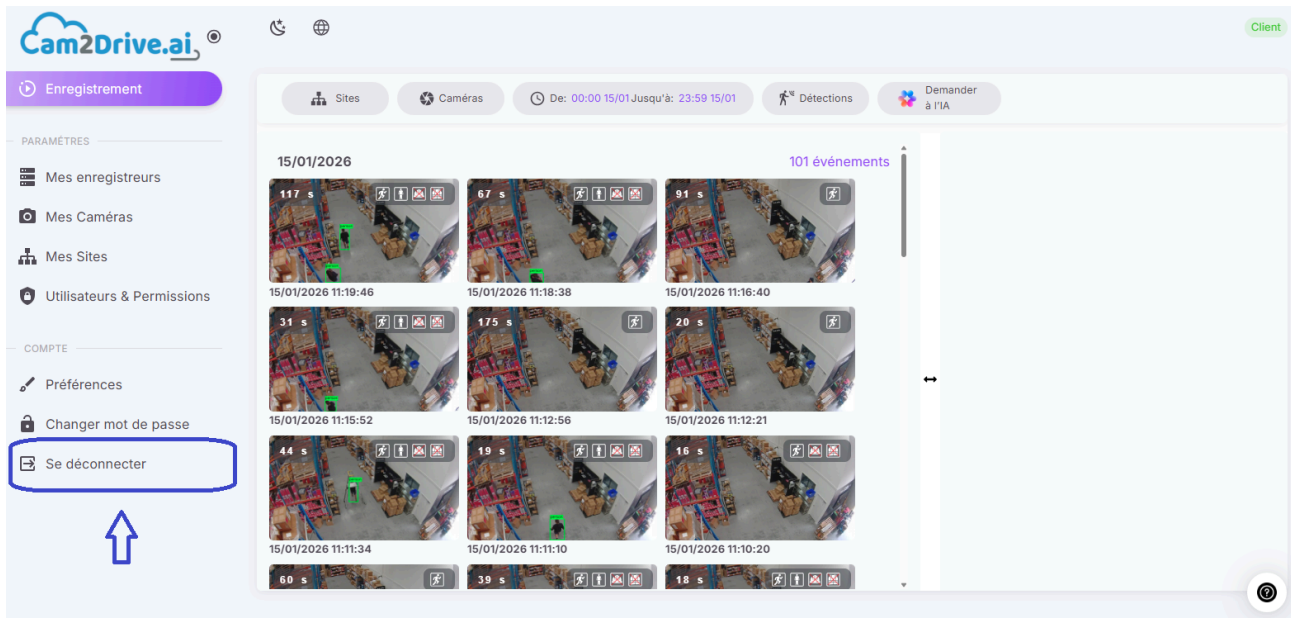 Cam2Drive.ai
Client
Enregistrement
PARAMÉTRES
Mes enregistreurs
Mes Caméras
Mes Sites
Utilisateurs & Permissions
COMPTE
Préférences
Changer mot de passe
Se déconnecter
Sites
Caméras
De: 00:00 15/01 Jusqu'à: 23:59 15/01
Détections
Demander
à l'IA
15/01/2026
101 événements
117 s
67 s
91 s
15/01/2026 11:19:46
15/01/2026 11:18:38
15/01/2026 11:16:40
31 s
175 s
20 s
15/01/2026 11:15:52
15/01/2026 11:12:56
15/01/2026 11:12:21
44 s
19 s
16 s
15/01/2026 11:11:34
15/01/2026 11:11:10
15/01/2026 11:10:20
60 s
39 s
18 s